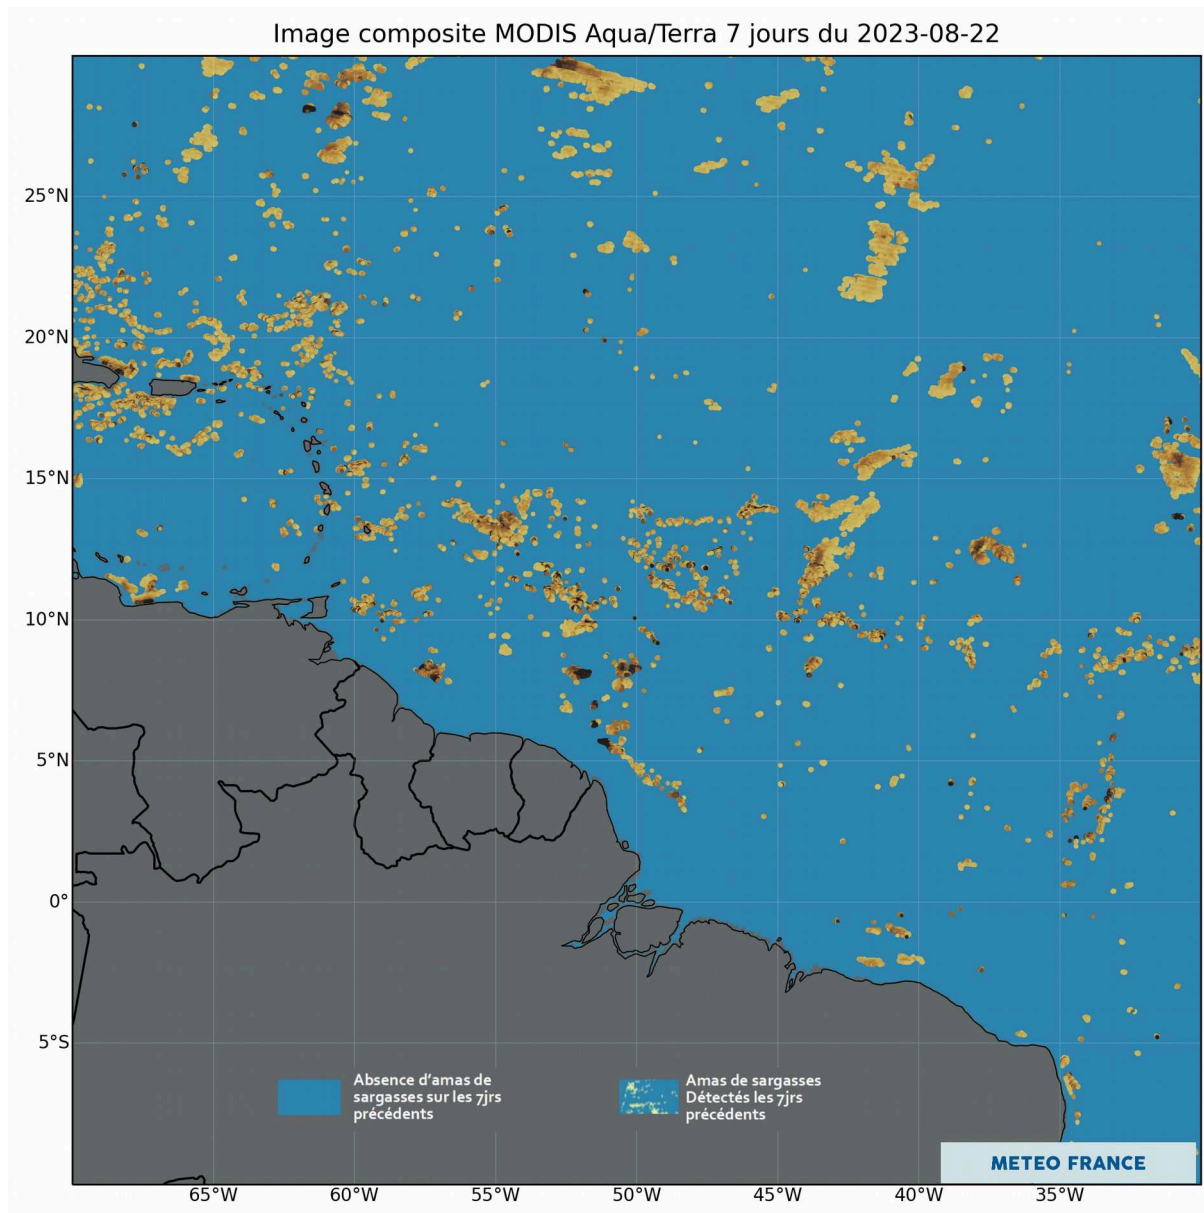 Image composite MODIS Aqua/Terra 7 jours du 2023-08-22
25°N
20°N
15°N
10°N
5°N
0°
5°S
Absence d'amas de
sargasses sur les 7jrs
précédents
Amas de sargasses
Détectés les 7jrs
précédents
METEO FRANCE
65°W
60°W
55°W
50°W
45°W
40°W
35°W